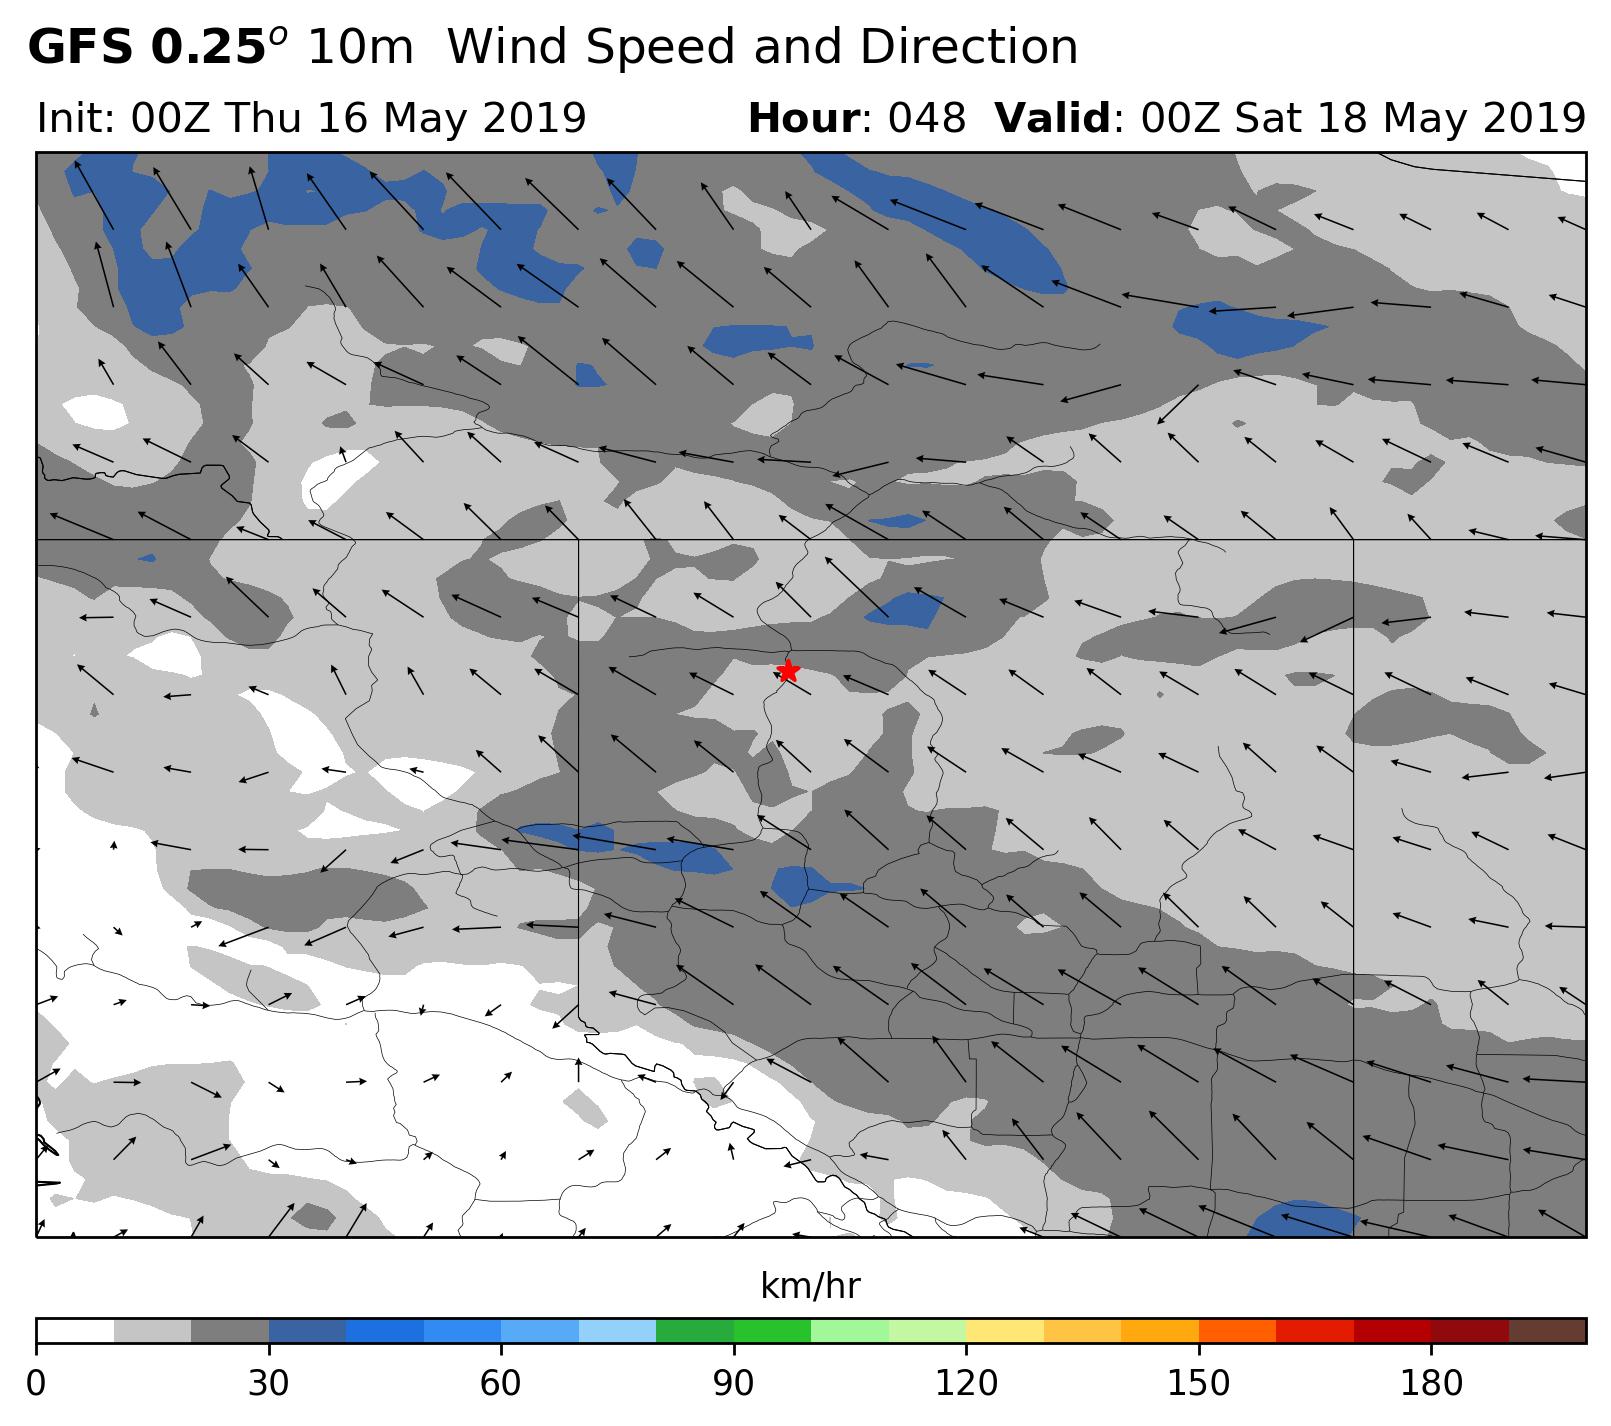 GFS 0.25° 10m Wind Speed and Direction
Init: 00Z Thu 16 May 2019 Hour: 048 Valid: 00Z Sat 18 May 2019
km/hr
0 30 60 90 120 150 180